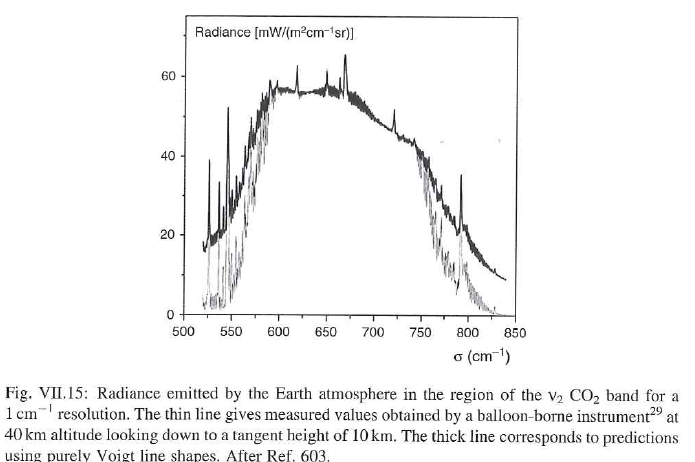 Radiance [mW/(m²cm⁻¹sr)]
60
40
20
0
500 550 600 650 700 750 800 850
σ (cm⁻¹)
Fig. VII.15: Radiance emitted by the Earth atmosphere in the region of the ν₂ CO₂ band for a
1 cm⁻¹ resolution. The thin line gives measured values obtained by a balloon-borne instrument²⁹ at
40 km altitude looking down to a tangent height of 10 km. The thick line corresponds to predictions
using purely Voigt line shapes. After Ref. 603.